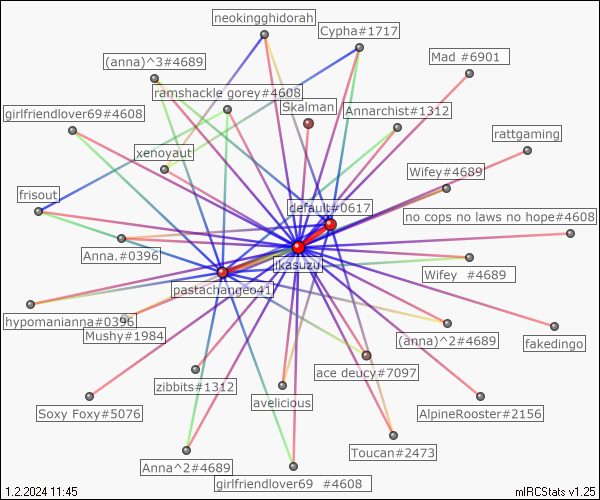 neokingghidorah
Cypha#1717
(anna)^3#4689
Mad #6901
ramshackle gorey#4608
Skalman
Annarchist#1312
girlfriendlover69#4608
rattgaming
xenoyaut
Wifey#4689
frisout
default#0617
no cops no laws no hope#4608
Anna.#0396
ikasuzu
Wifey  #4689
pastachangeo41
hypomanianna#0396
Mushy#1984
(anna)^2#4689
fakedingo
ace deucy#7097
zibbits#1312
avelicious
Soxy Foxy#5076
AlpineRooster#2156
Toucan#2473
Anna^2#4689
girlfriendlover69  #4608
1.2.2024 11:45
mIRCStats v1.25